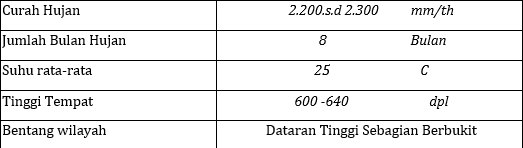 Curah Hujan 2.200.s.d 2.300 mm/th
Jumlah Bulan Hujan 8 Bulan
Suhu rata-rata 25 C
Tinggi Tempat 600 -640 dpl
Bentang wilayah Dataran Tinggi Sebagian Berbukit